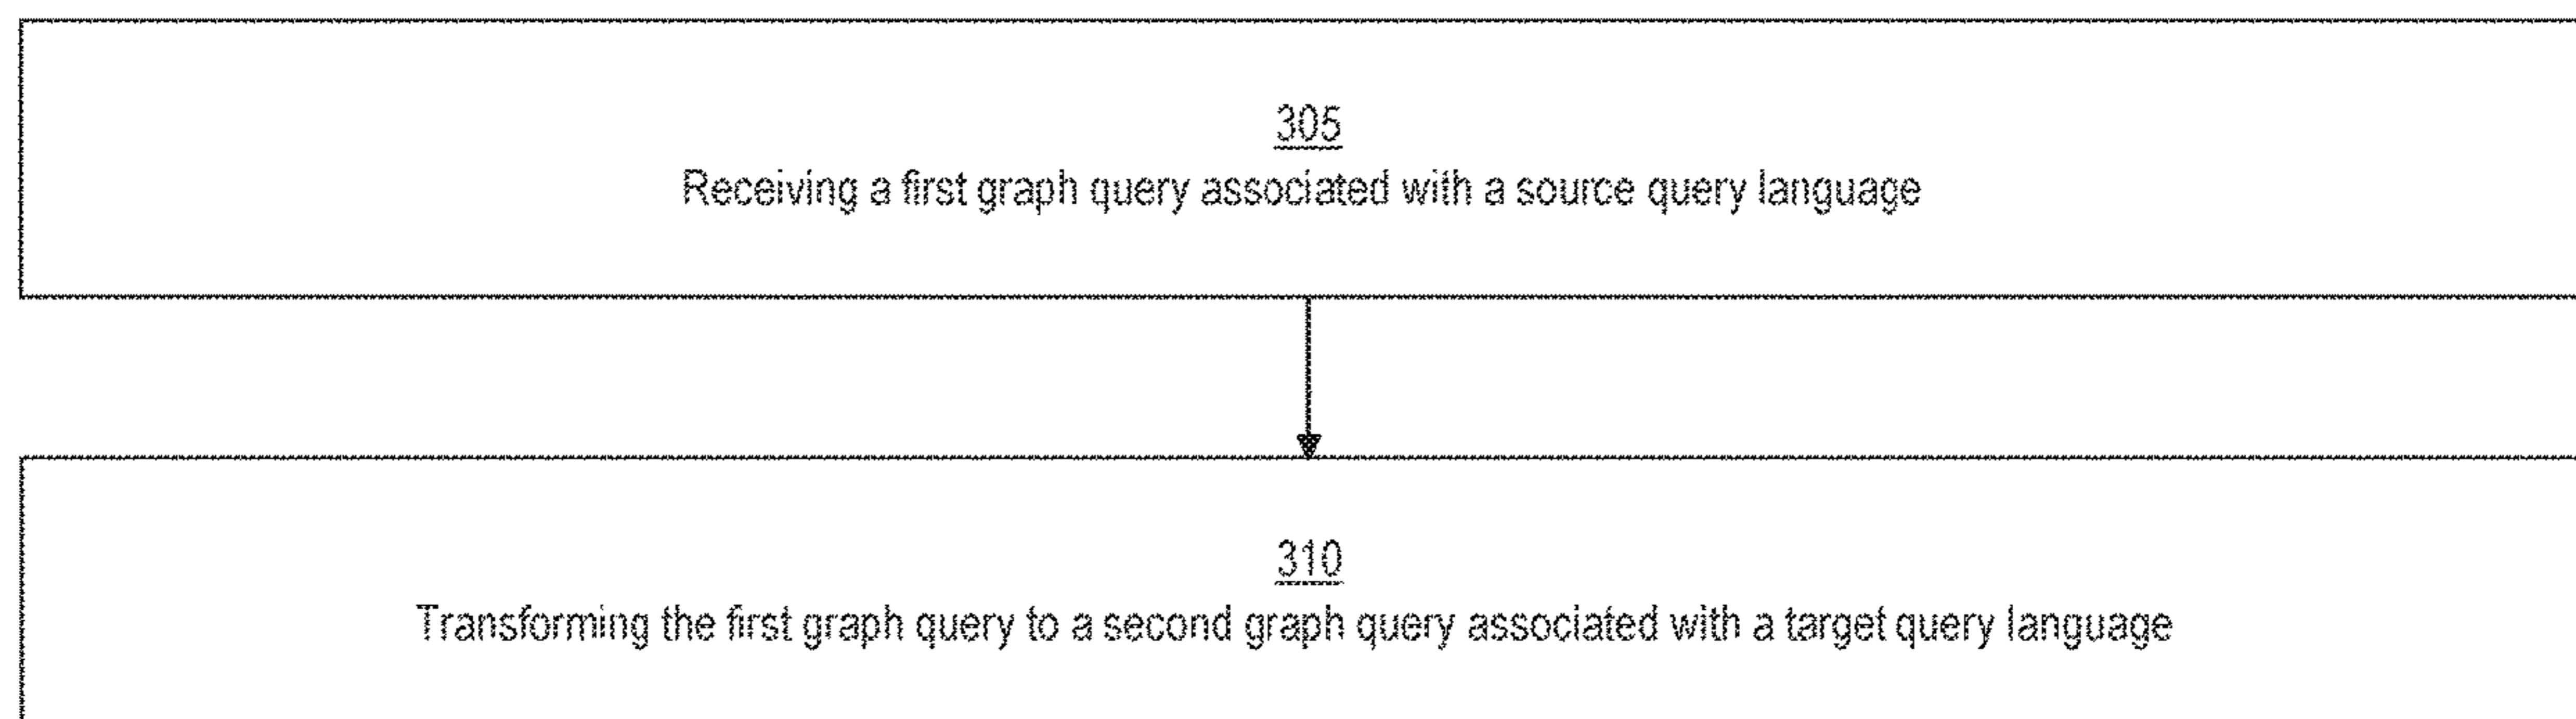 305
Receiving a first graph query associated with a source query language
310
Transforming the first graph query to a second graph query associated with a target query language